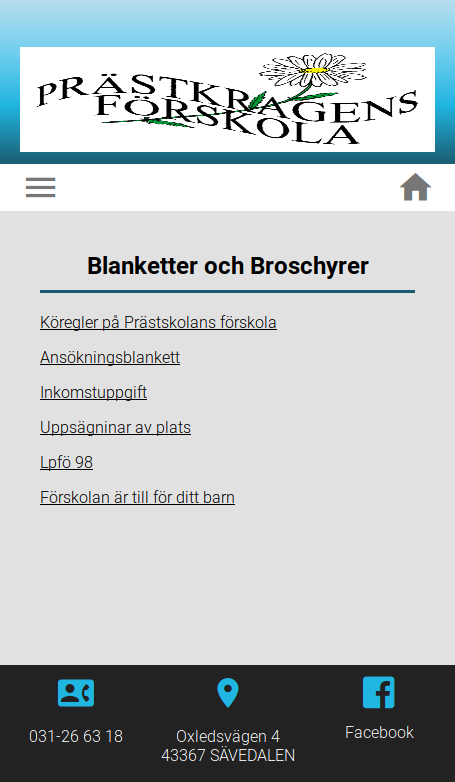 PRÄSTKRAGENS
FÖRSKOLA
Blanketter och Broschyrer
Köregler på Prästskolans förskola
Ansökningsblankett
Inkomstuppgift
Uppsägninar av plats
Lpfö 98
Förskolan är till för ditt barn
031-26 63 18
Oxledsvägen 4
43367 SÄVEDALEN
Facebook